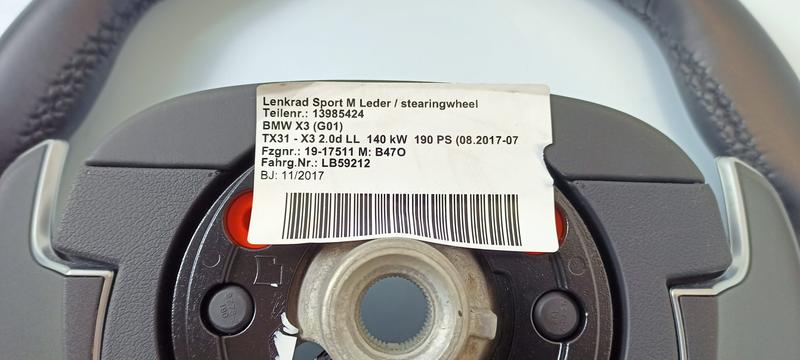 Lenkrad Sport M Leder / stearingwheel
Teilenr.: 13985424
BMW X3 (G01)
TX31 - X3 2.0d LL 140 kW 190 PS (08.2017-07
Fzgnr.: 19-17511 M: B47O
Fahrg.Nr.: LB59212
BJ: 11/2017